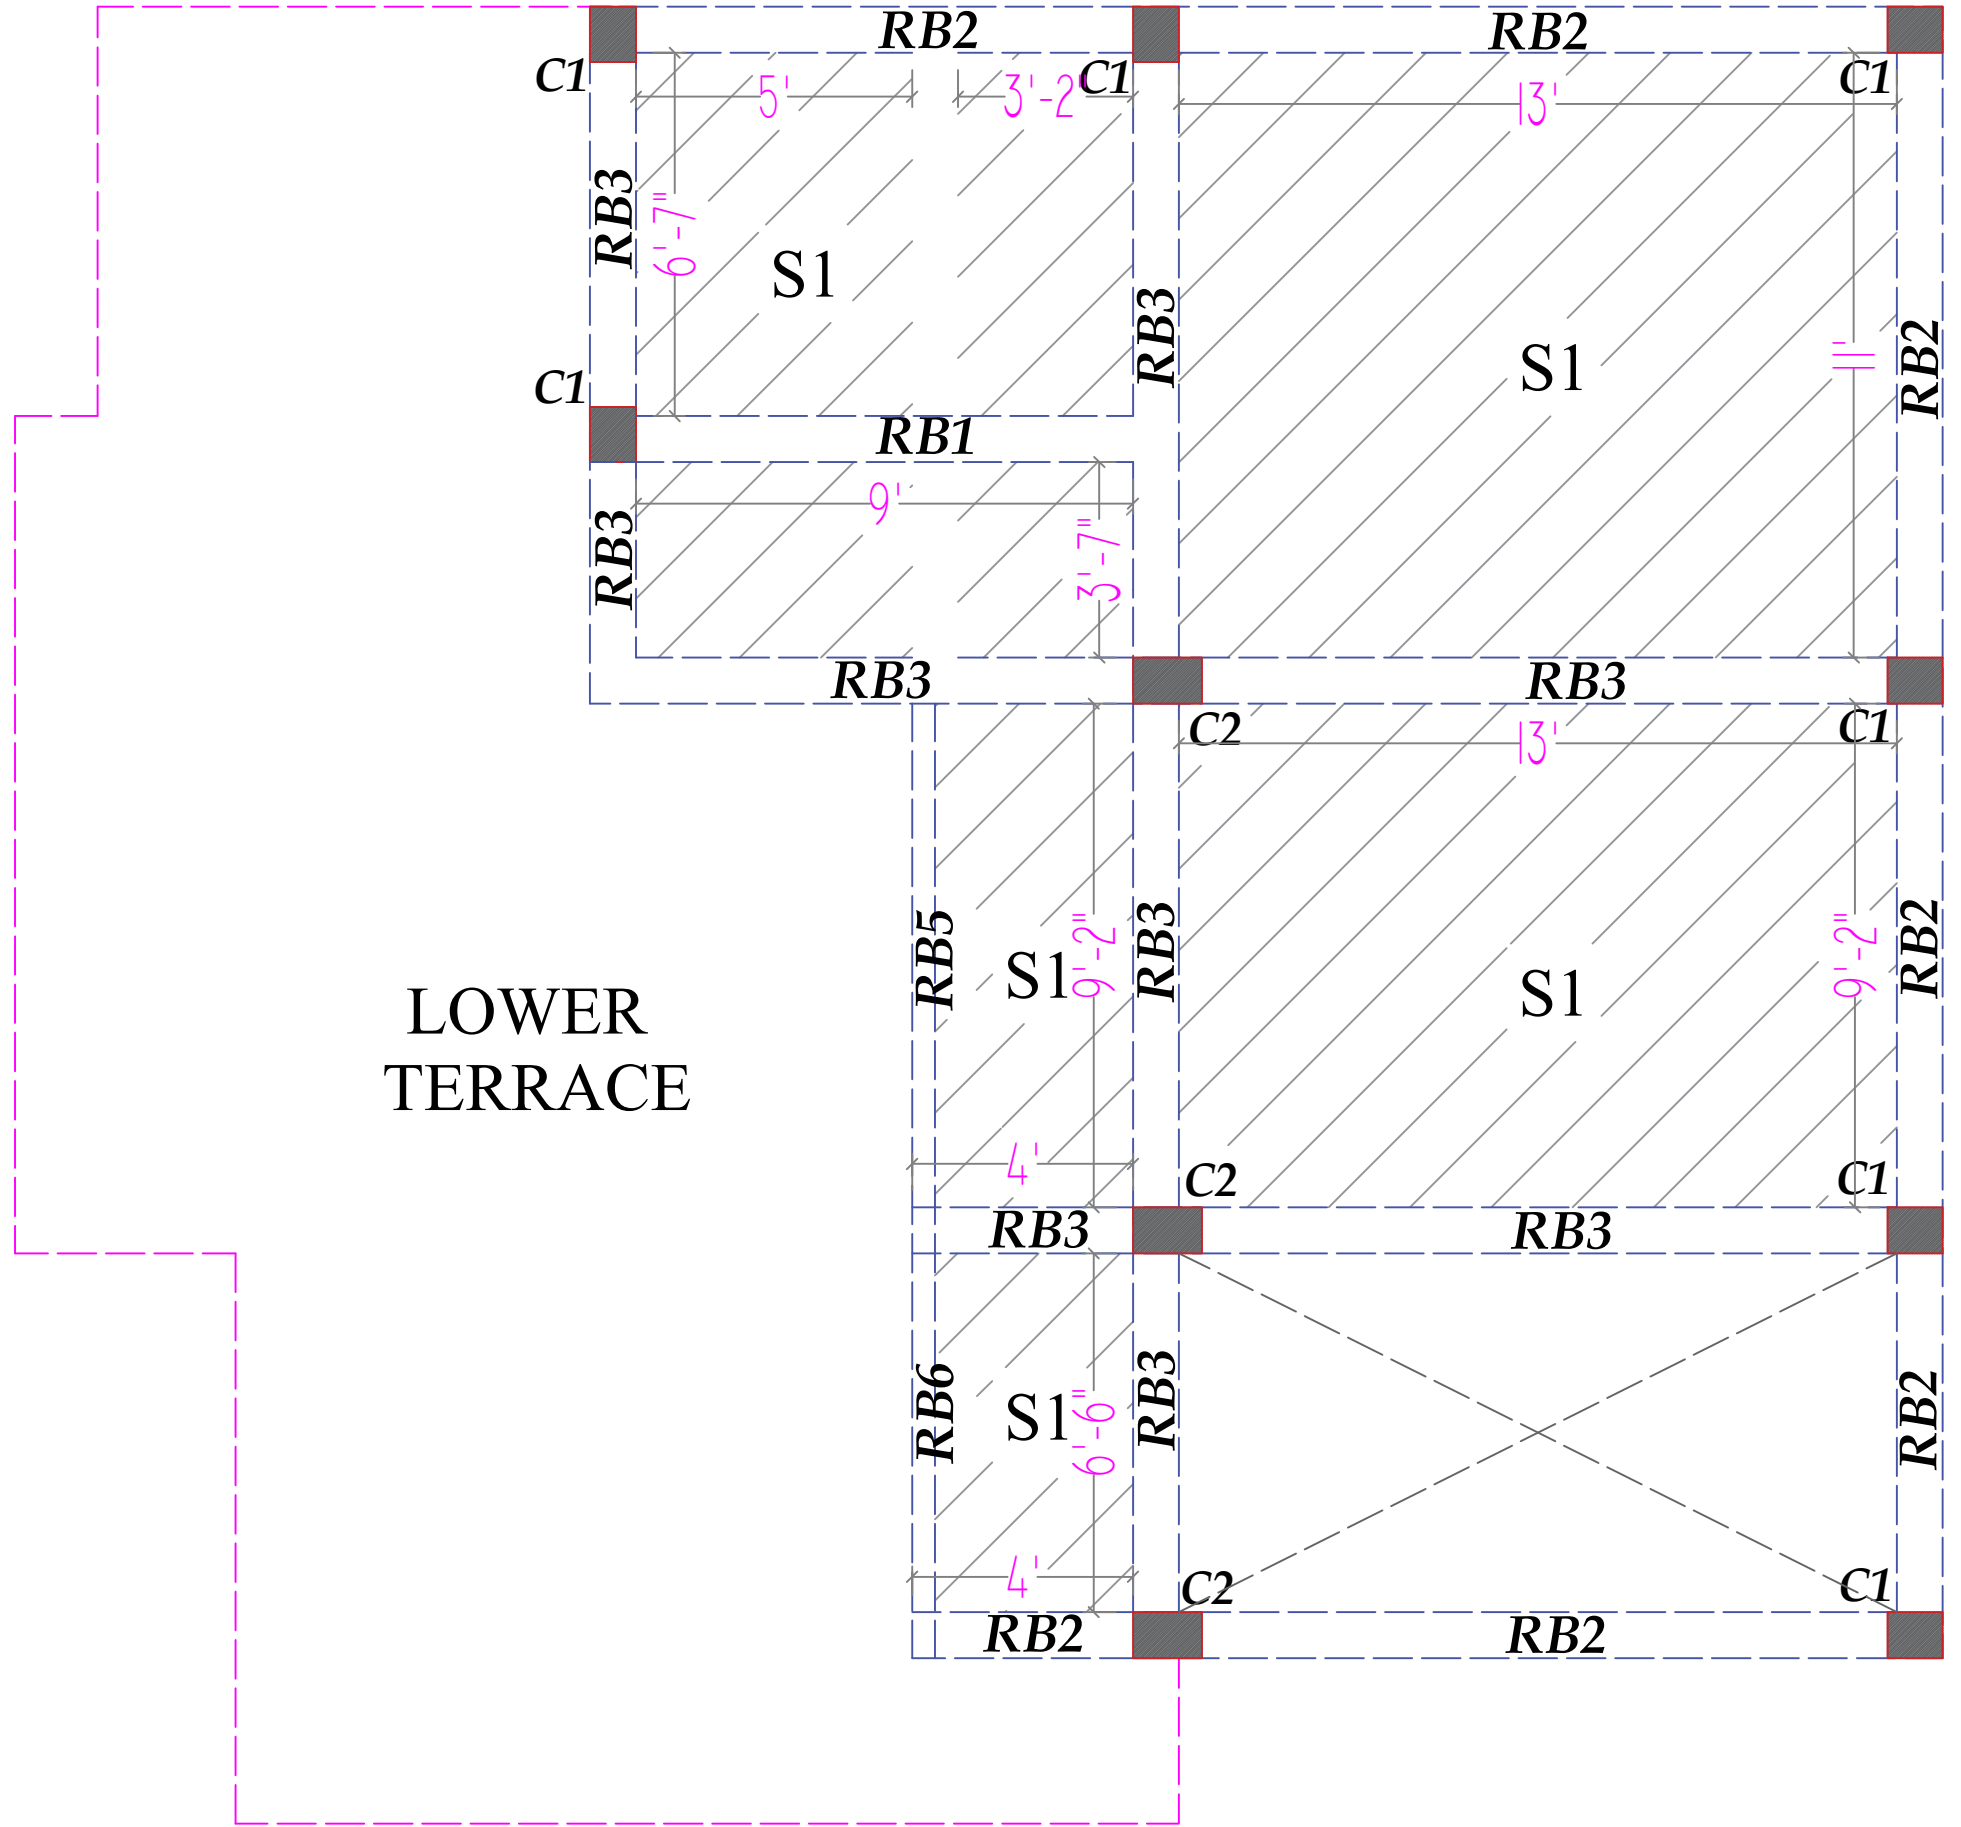 RB2
RB2
C1
C1
C1
5'
3'-2"
13'
RB3
6'-7"
S1
RB3
S1
11'
RB2
C1
RB1
9'
RB3
3'-7"
RB3
RB3
C2
C1
13'
RB5
S1
9'-2"
RB3
S1
9'-2"
RB2
LOWER
TERRACE
4'
C2
C1
RB3
RB3
RB6
S1
6'-6"
RB3
RB2
4'
C2
C1
RB2
RB2